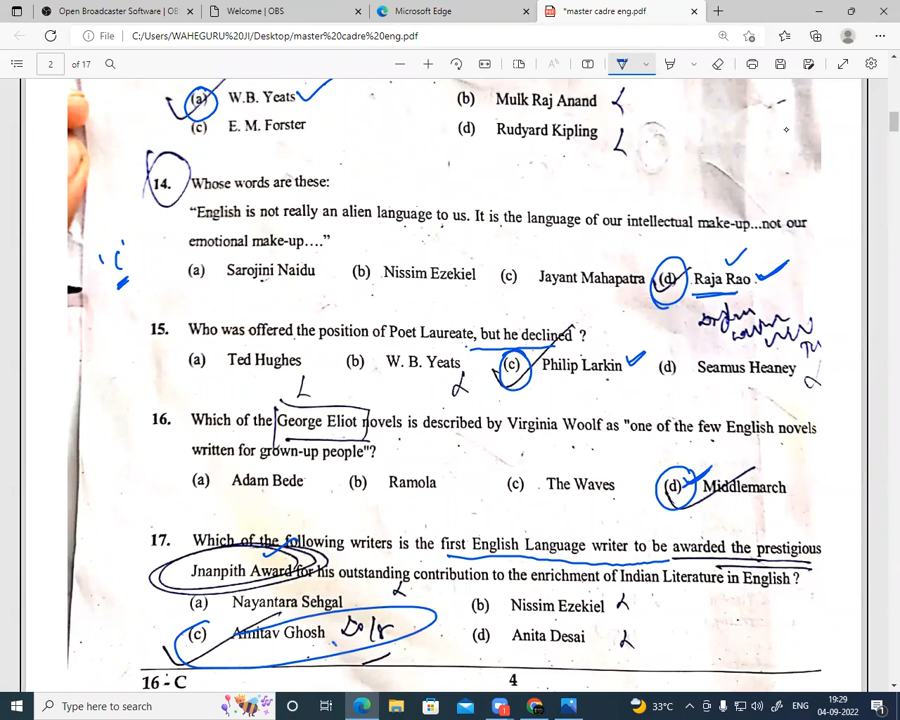 Open Broadcaster Software | OBS
Welcome | OBS
Microsoft Edge
*master cadre eng.pdf
File
C:/Users/WAHEGURU%20JI/Desktop/master%20cadre%20eng.pdf
2 of 17
(a) W.B. Yeats (b) Mulk Raj Anand
(c) E. M. Forster (d) Rudyard Kipling
14. Whose words are these:
“English is not really an alien language to us. It is the language of our intellectual make-up...not our
emotional make-up....”
(a) Sarojini Naidu (b) Nissim Ezekiel (c) Jayant Mahapatra (d) Raja Rao
15. Who was offered the position of Poet Laureate, but he declined ?
(a) Ted Hughes (b) W. B. Yeats (c) Philip Larkin (d) Seamus Heaney
16. Which of the George Eliot novels is described by Virginia Woolf as "one of the few English novels
written for grown-up people"?
(a) Adam Bede (b) Ramola (c) The Waves (d) Middlemarch
17. Which of the following writers is the first English Language writer to be awarded the prestigious
Jnanpith Award for his outstanding contribution to the enrichment of Indian Literature in English ?
(a) Nayantara Sehgal (b) Nissim Ezekiel
(c) Amitav Ghosh 2018 (d) Anita Desai
16 - C 4
Type here to search
33°C
ENG
19:29
04-09-2022